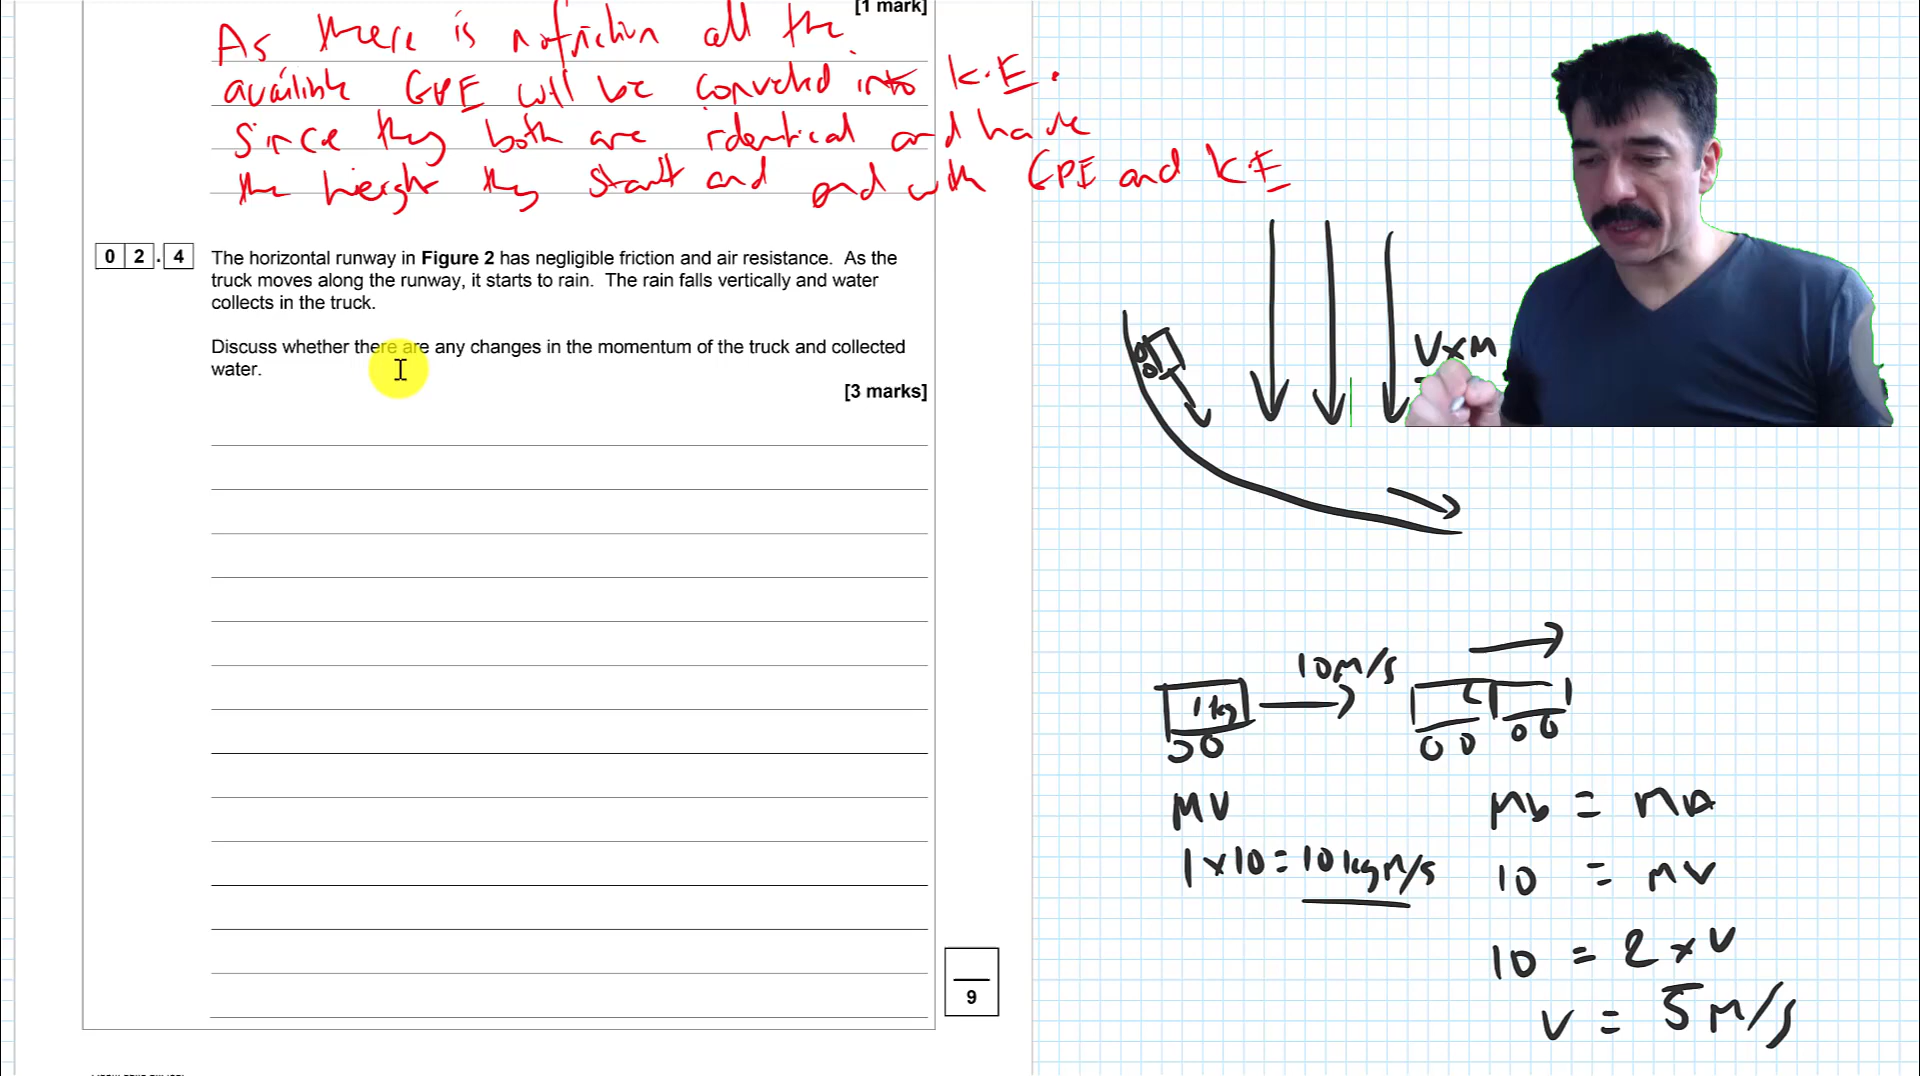 [1 mark]
As there is no friction all the
available GPE will be converted into K.E.
Since they both are identical and have
the height they start and end with GPE and K.E
02.4
The horizontal runway in Figure 2 has negligible friction and air resistance. As the
truck moves along the runway, it starts to rain. The rain falls vertically and water
collects in the truck.
Discuss whether there are any changes in the momentum of the truck and collected
water.
[3 marks]
9
V×M
10m/s
1kg
MV
1×10=10kgm/s
Mb = MA
10 = MV
10 = 2×V
V = 5m/s